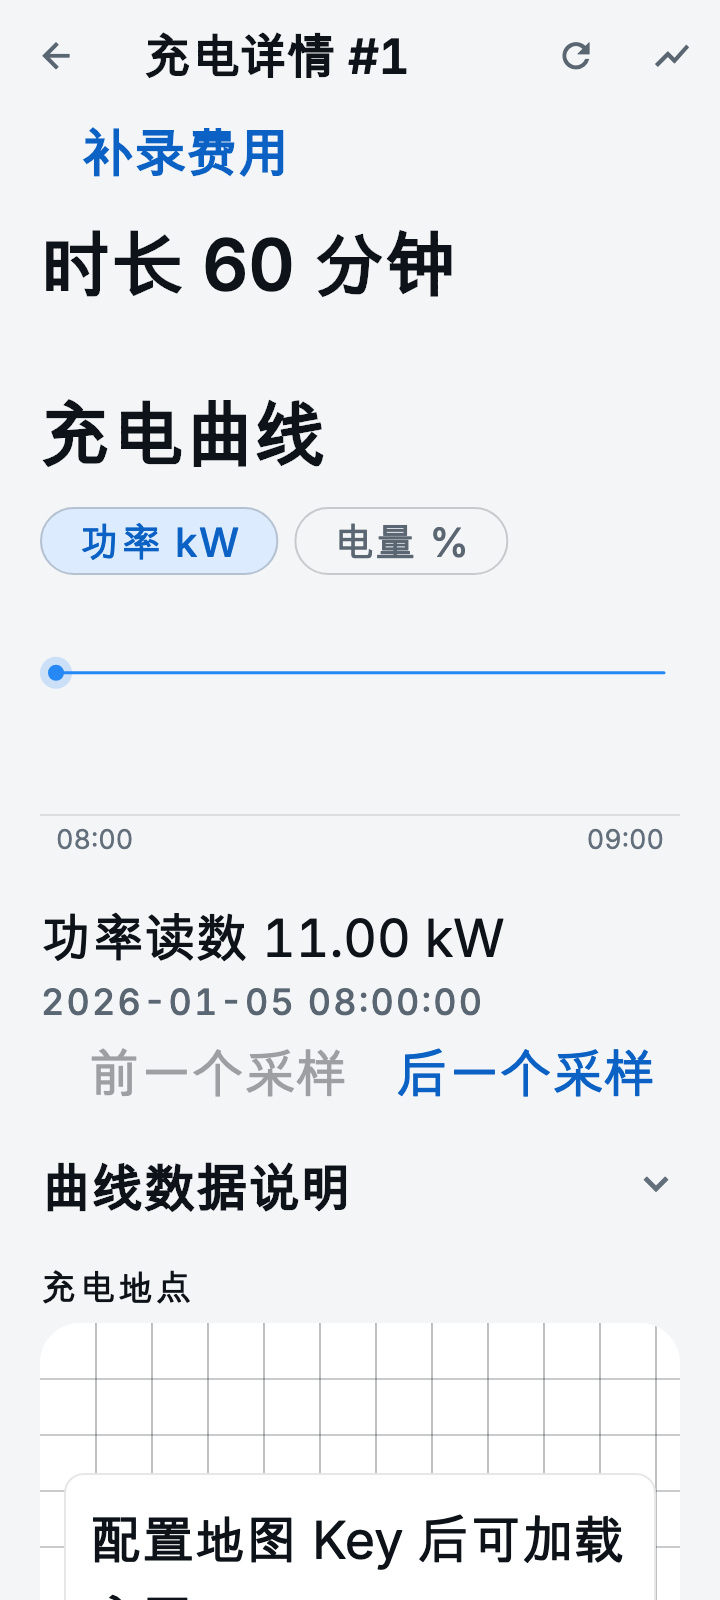 充电详情 #1
补录费用
时长 60 分钟
充电曲线
功率 kW
电量 %
08:00
09:00
功率读数 11.00 kW
2026-01-05 08:00:00
前一个采样
后一个采样
曲线数据说明
充电地点
配置地图 Key 后可加载